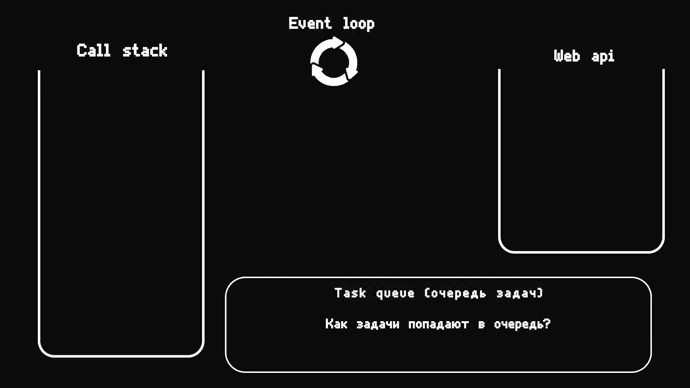 Event loop
Call stack
Web api
Task queue (очередь задач)
Как задачи попадают в очередь?